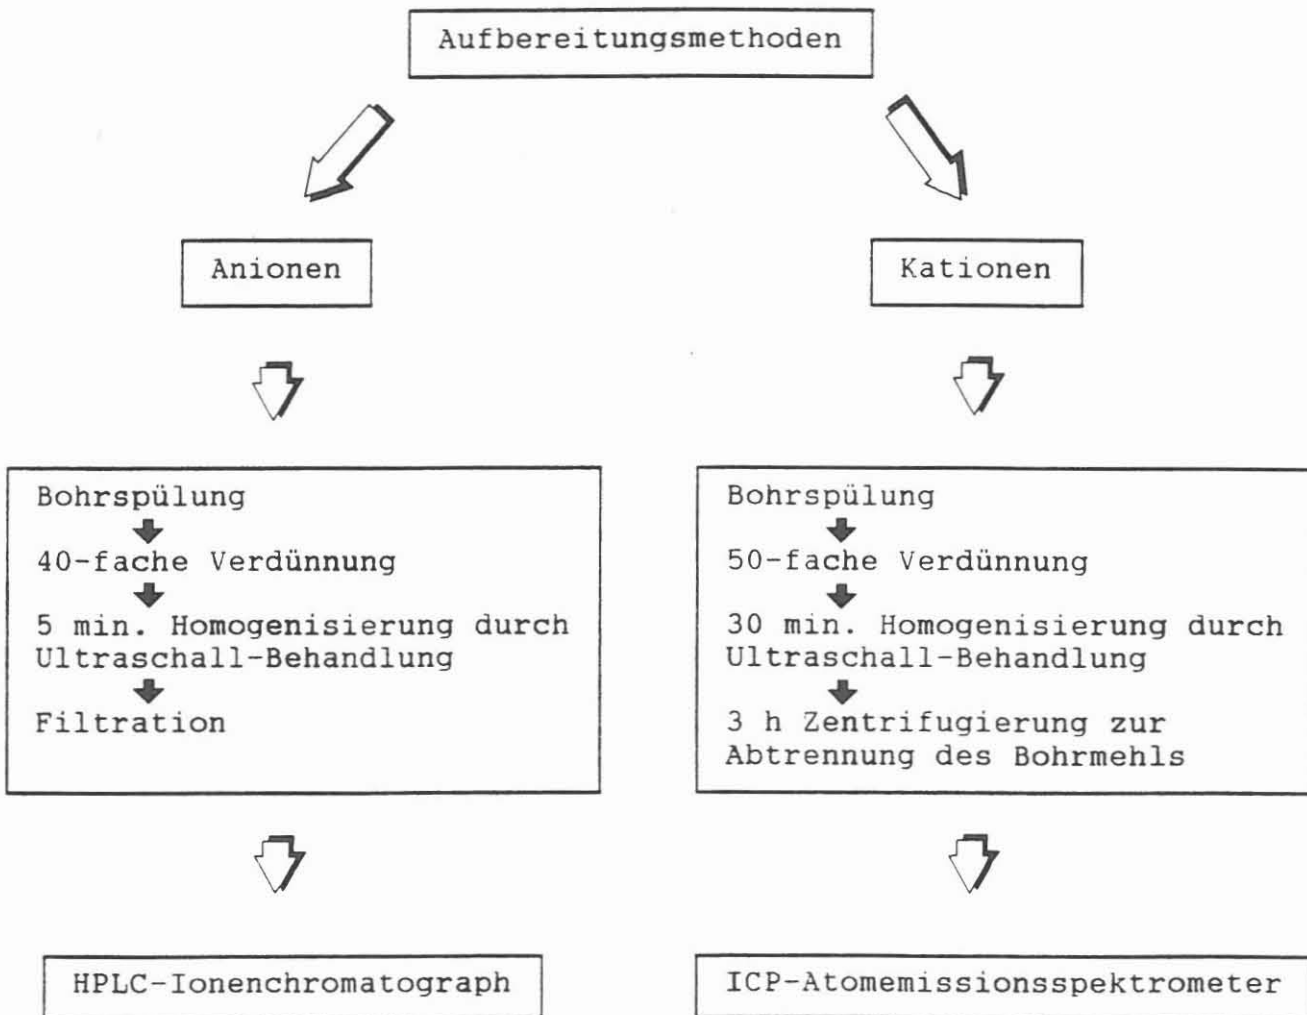 Aufbereitungsmethoden
Anionen
Kationen
Bohrspülung
40-fache Verdünnung
5 min. Homogenisierung durch
Ultraschall-Behandlung
Filtration
Bohrspülung
50-fache Verdünnung
30 min. Homogenisierung durch
Ultraschall-Behandlung
3 h Zentrifugierung zur
Abtrennung des Bohrmehls
HPLC-Ionenchromatograph
ICP-Atomemissionsspektrometer